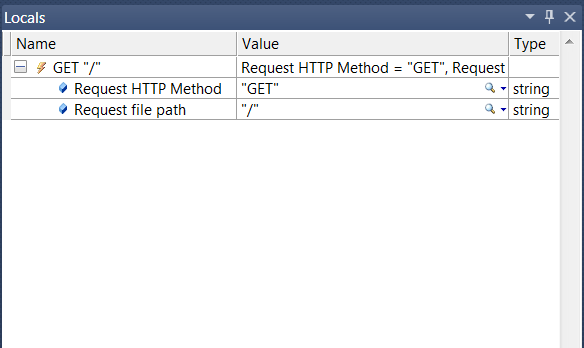 Locals
Name Value Type
GET "/" Request HTTP Method = "GET", Request
Request HTTP Method "GET" string
Request file path "/" string